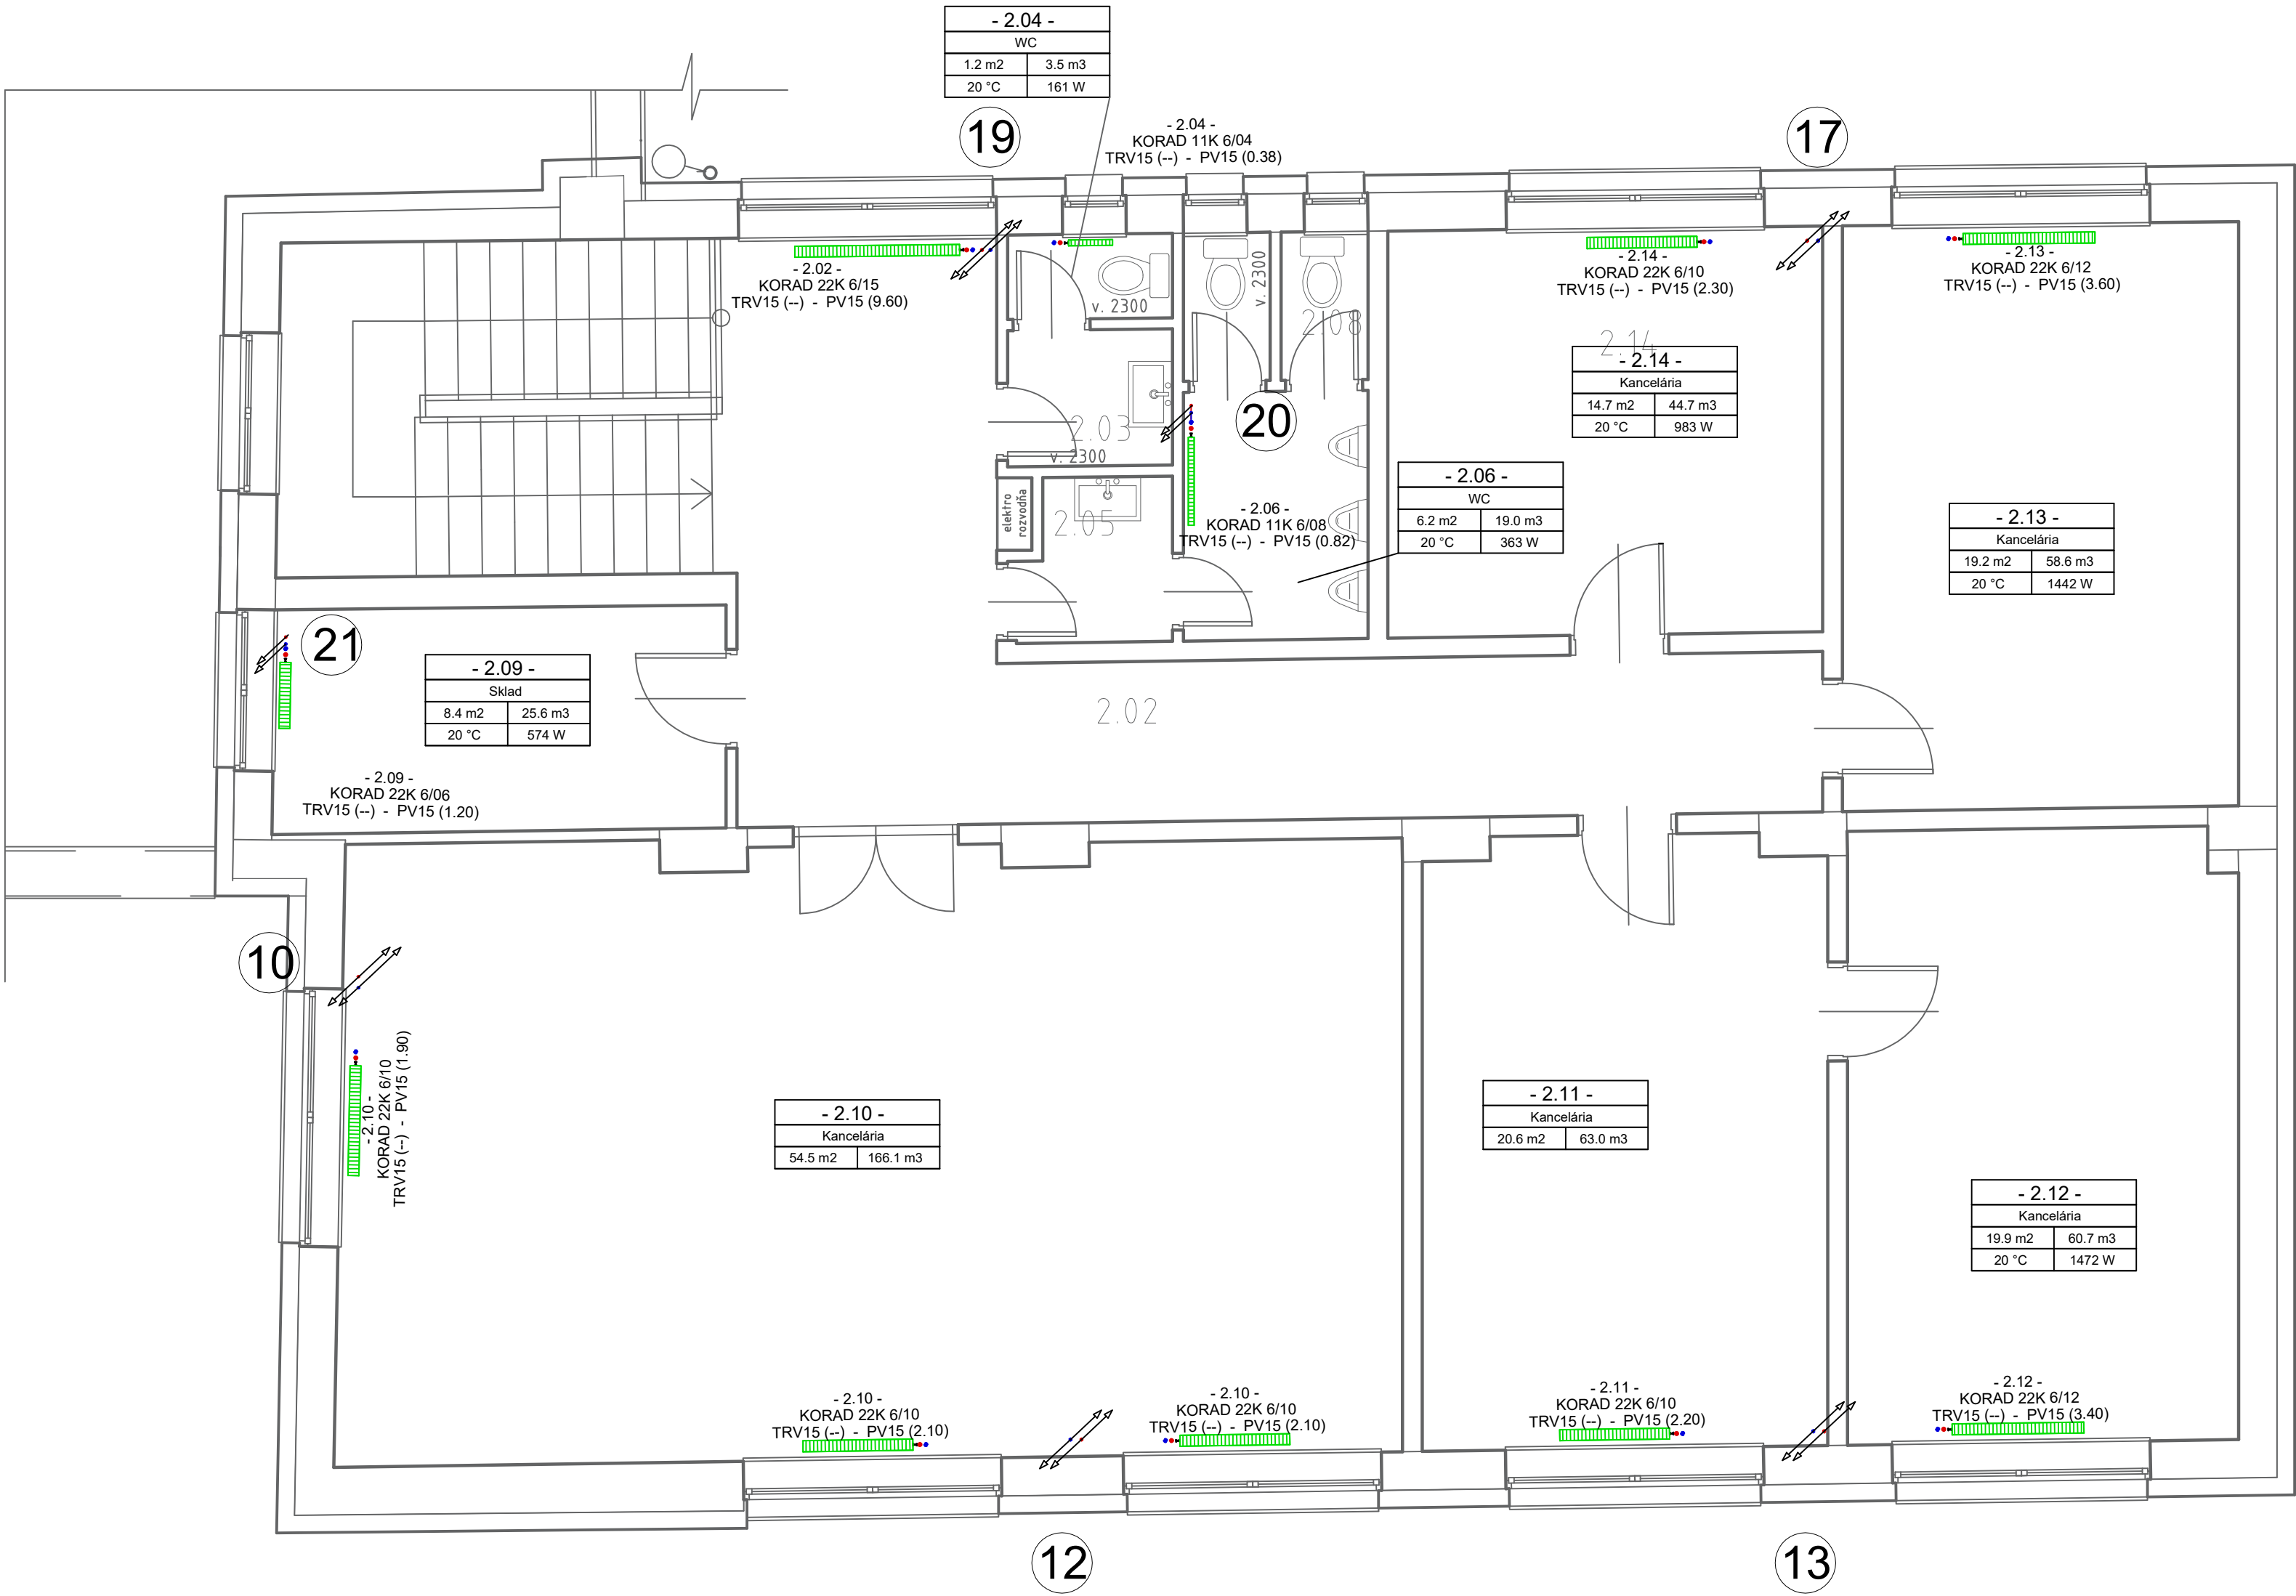 - 2.04 -
WC
1.2 m2 3.5 m3
20 °C 161 W
19
- 2.04 -
KORAD 11K 6/04
TRV15 (--) - PV15 (0.38)
17
- 2.02 -
KORAD 22K 6/15
TRV15 (--) - PV15 (9.60)
v. 2300
v. 2300
2.08
- 2.14 -
KORAD 22K 6/10
TRV15 (--) - PV15 (2.30)
- 2.13 -
KORAD 22K 6/12
TRV15 (--) - PV15 (3.60)
2.14
- 2.14 -
Kancelária
14.7 m2 44.7 m3
20 °C 983 W
20
2.03
v. 2300
- 2.06 -
WC
6.2 m2 19.0 m3
20 °C 363 W
elektro
rozvodňa
2.05
- 2.06 -
KORAD 11K 6/08
TRV15 (--) - PV15 (0.82)
- 2.13 -
Kancelária
19.2 m2 58.6 m3
20 °C 1442 W
21
- 2.09 -
Sklad
8.4 m2 25.6 m3
20 °C 574 W
2.02
- 2.09 -
KORAD 22K 6/06
TRV15 (--) - PV15 (1.20)
10
- 2.10 -
KORAD 22K 6/10
TRV15 (--) - PV15 (1.90)
- 2.10 -
Kancelária
54.5 m2 166.1 m3
- 2.11 -
Kancelária
20.6 m2 63.0 m3
- 2.12 -
Kancelária
19.9 m2 60.7 m3
20 °C 1472 W
- 2.10 -
KORAD 22K 6/10
TRV15 (--) - PV15 (2.10)
- 2.10 -
KORAD 22K 6/10
TRV15 (--) - PV15 (2.10)
- 2.11 -
KORAD 22K 6/10
TRV15 (--) - PV15 (2.20)
- 2.12 -
KORAD 22K 6/12
TRV15 (--) - PV15 (3.40)
12
13